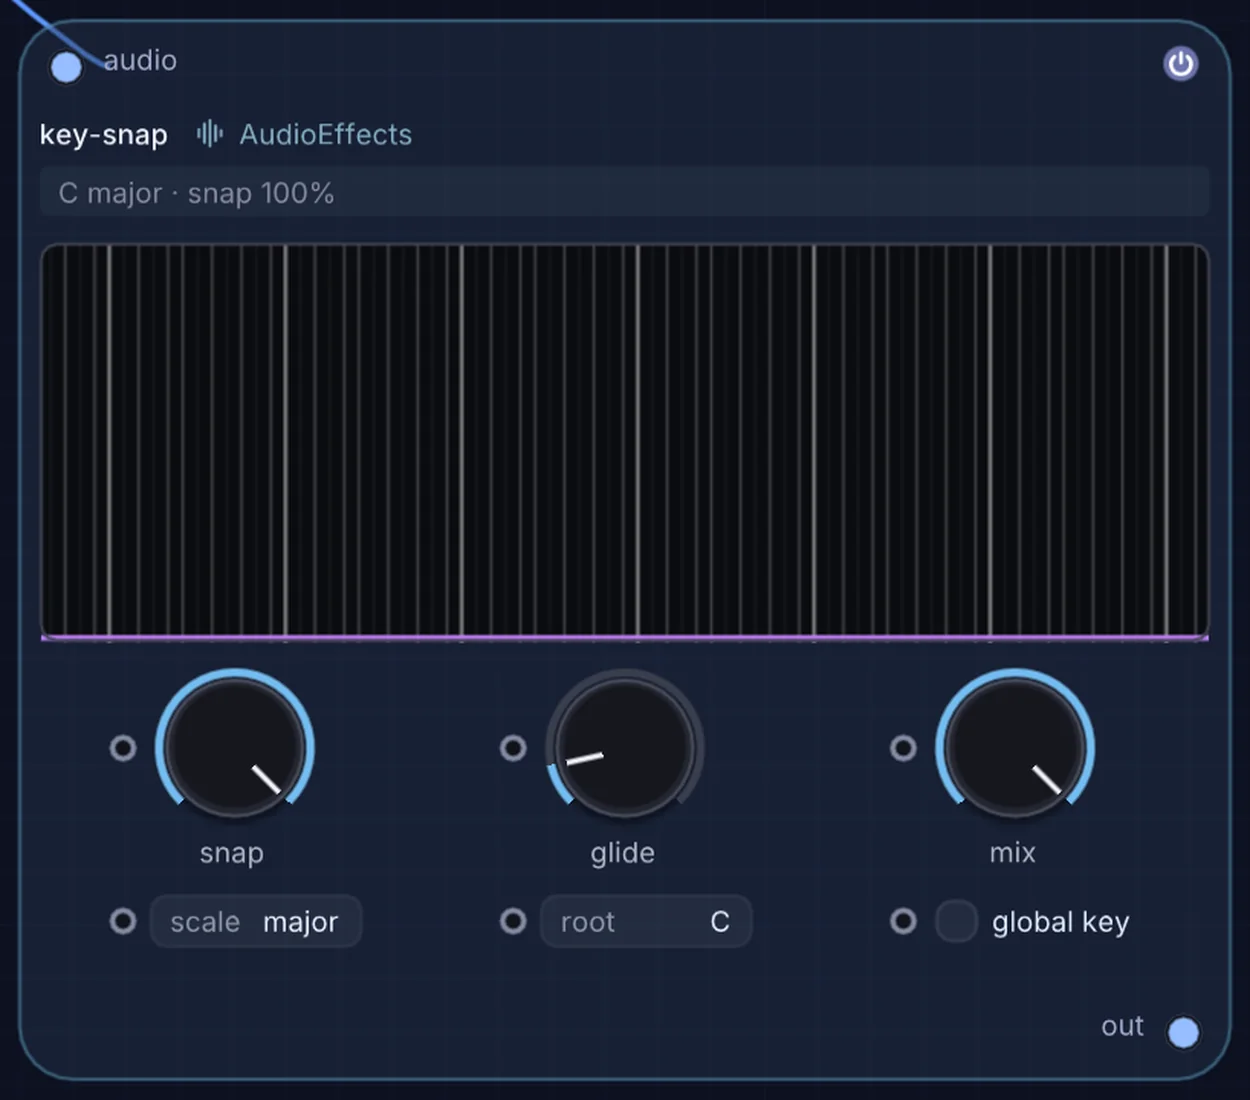 audio
key-snap AudioEffects
C major · snap 100%
snap glide mix
scale major root C global key
out